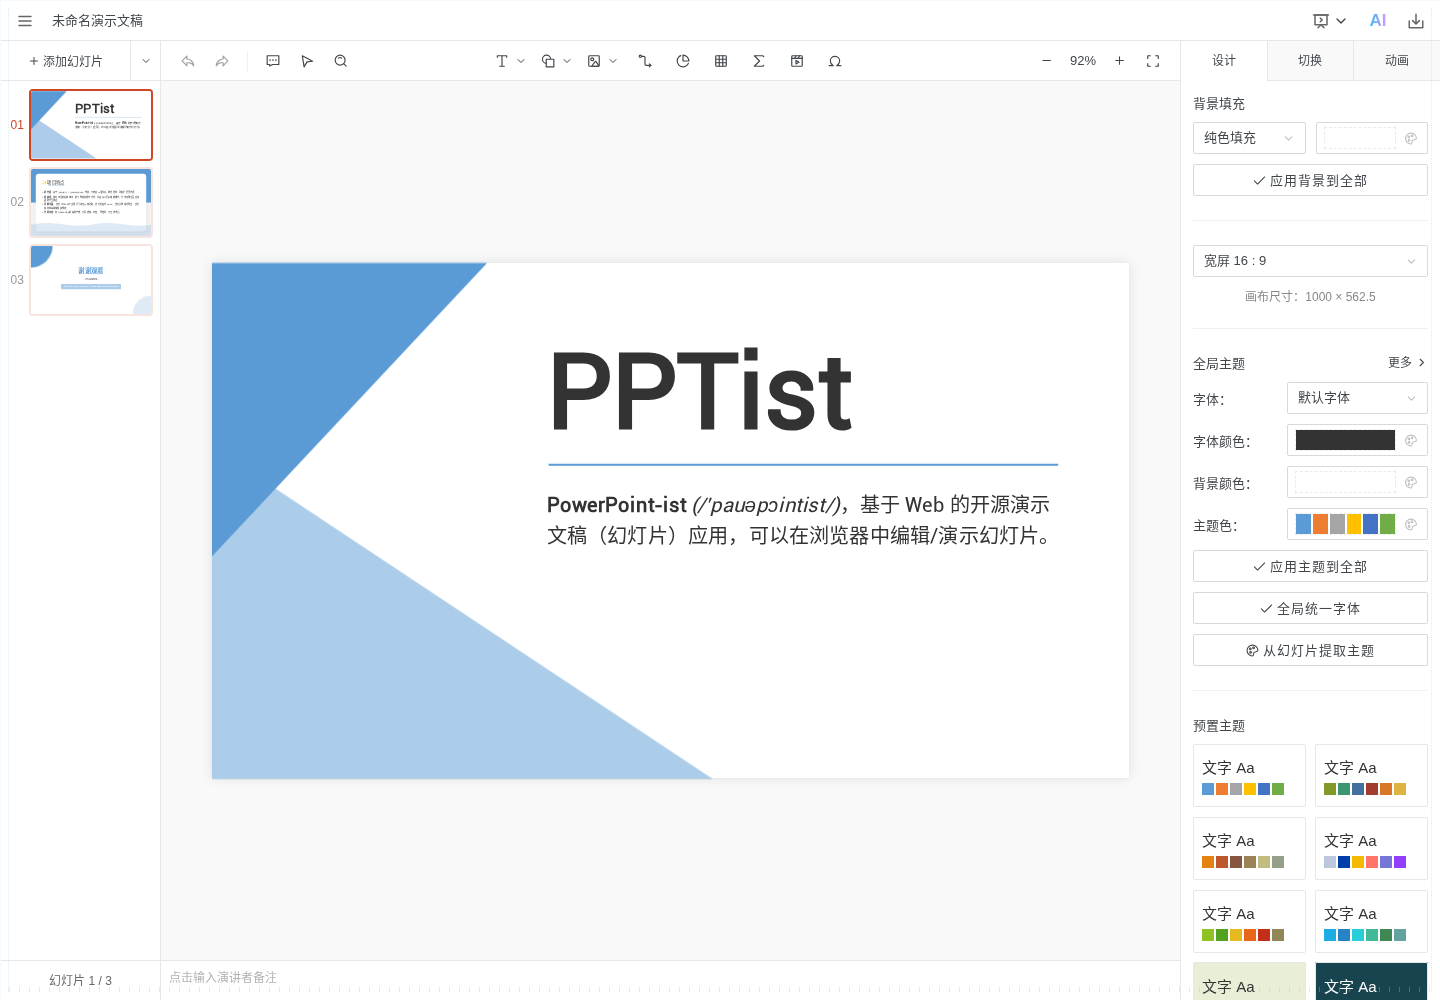 未命名演示文稿
AI
添加幻灯片
92%
设计
切换
动画
01
PPTist
02
项目特点
03
谢谢观看
背景填充
纯色填充
应用背景到全部
宽屏 16 : 9
画布尺寸：1000 × 562.5
全局主题
更多
字体：
默认字体
字体颜色：
背景颜色：
主题色：
应用主题到全部
全局统一字体
从幻灯片提取主题
预置主题
文字 Aa
文字 Aa
文字 Aa
文字 Aa
文字 Aa
文字 Aa
文字 Aa
文字 Aa
PPTist
PowerPoint-ist (/'pauəpɔintist/)，基于 Web 的开源演示
文稿（幻灯片）应用，可以在浏览器中编辑/演示幻灯片。
幻灯片 1 / 3
点击输入演讲者备注